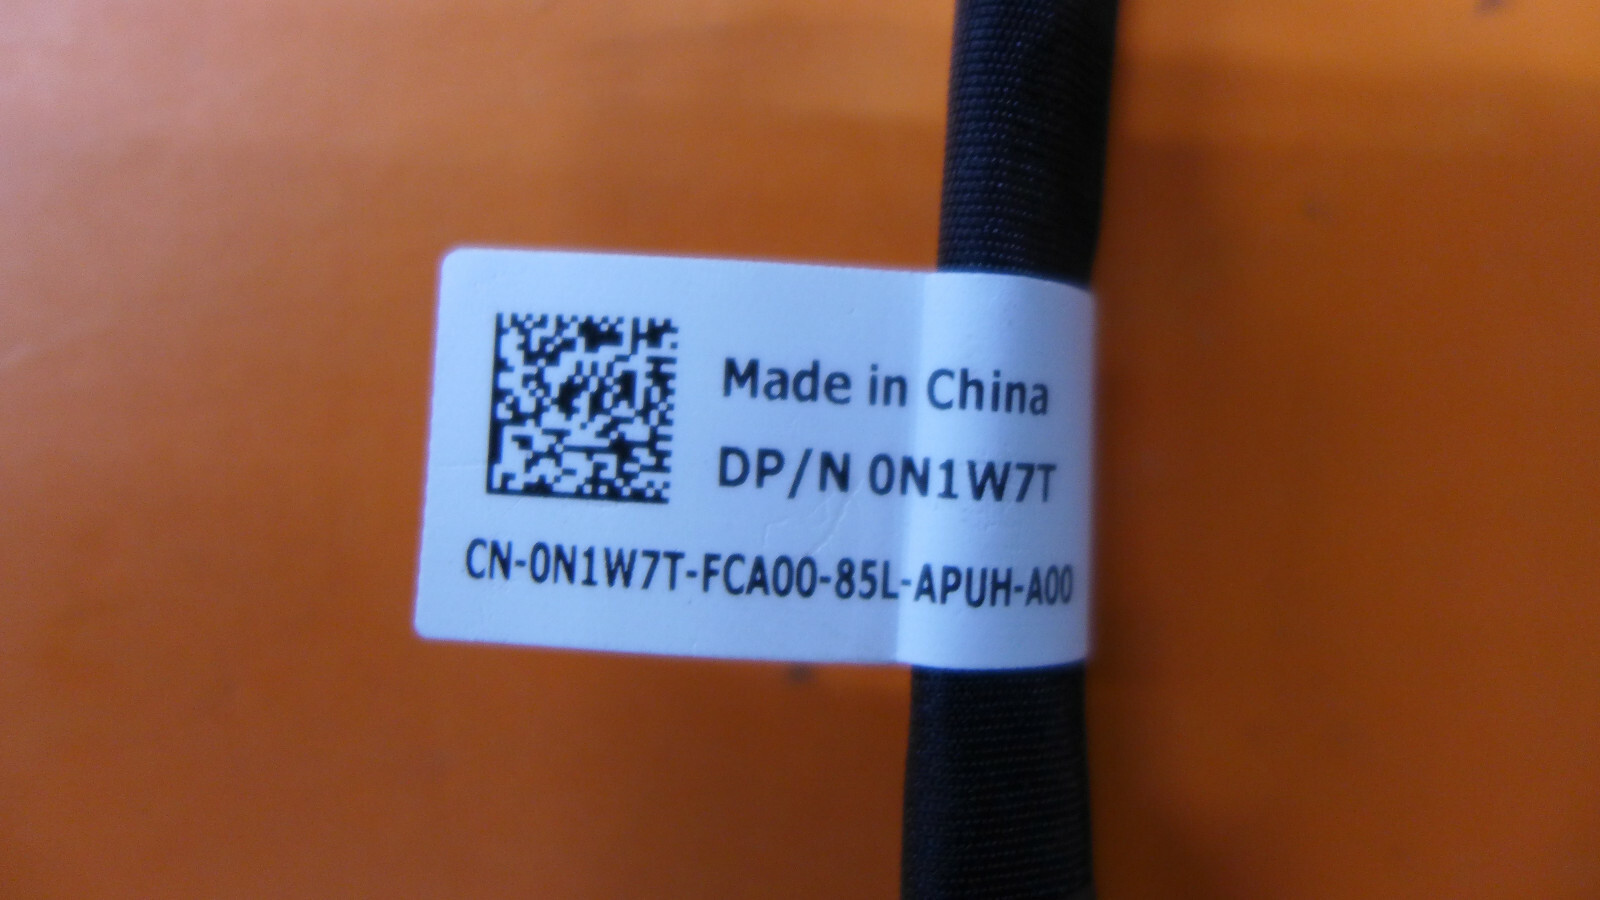 Made in China
DP/N 0N1W7T
CN-0N1W7T-FCA00-85L-APUH-A00